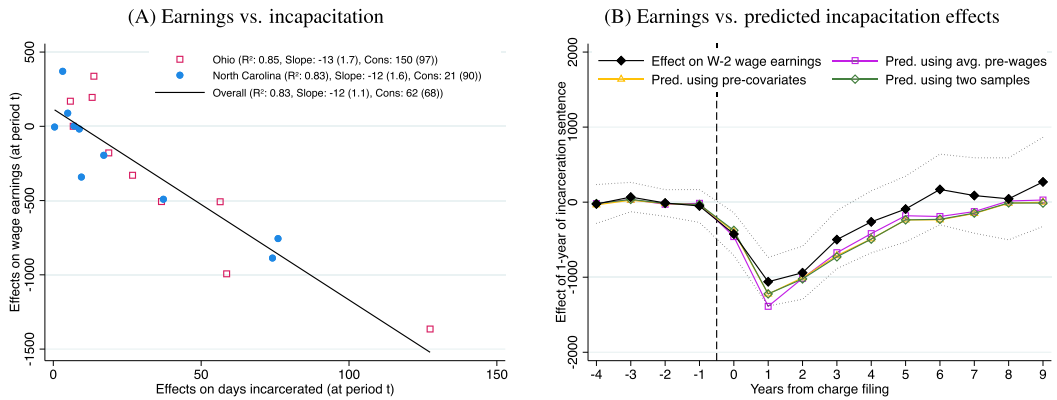 (A) Earnings vs. incapacitation
Ohio (R²: 0.85, Slope: -13 (1.7), Cons: 150 (97))
North Carolina (R²: 0.83), Slope: -12 (1.6), Cons: 21 (90))
Overall (R²: 0.83, Slope: -12 (1.1), Cons: 62 (68))
Effects on wage earnings (at period t)
500
0
-500
-1000
-1500
0 50 100 150
Effects on days incarcerated (at period t)
(B) Earnings vs. predicted incapacitation effects
Effect on W-2 wage earnings
Pred. using avg. pre-wages
Pred. using pre-covariates
Pred. using two samples
Effect of 1-year of incarceration sentence
2000
1000
0
-1000
-2000
-4 -3 -2 -1 0 1 2 3 4 5 6 7 8 9
Years from charge filing